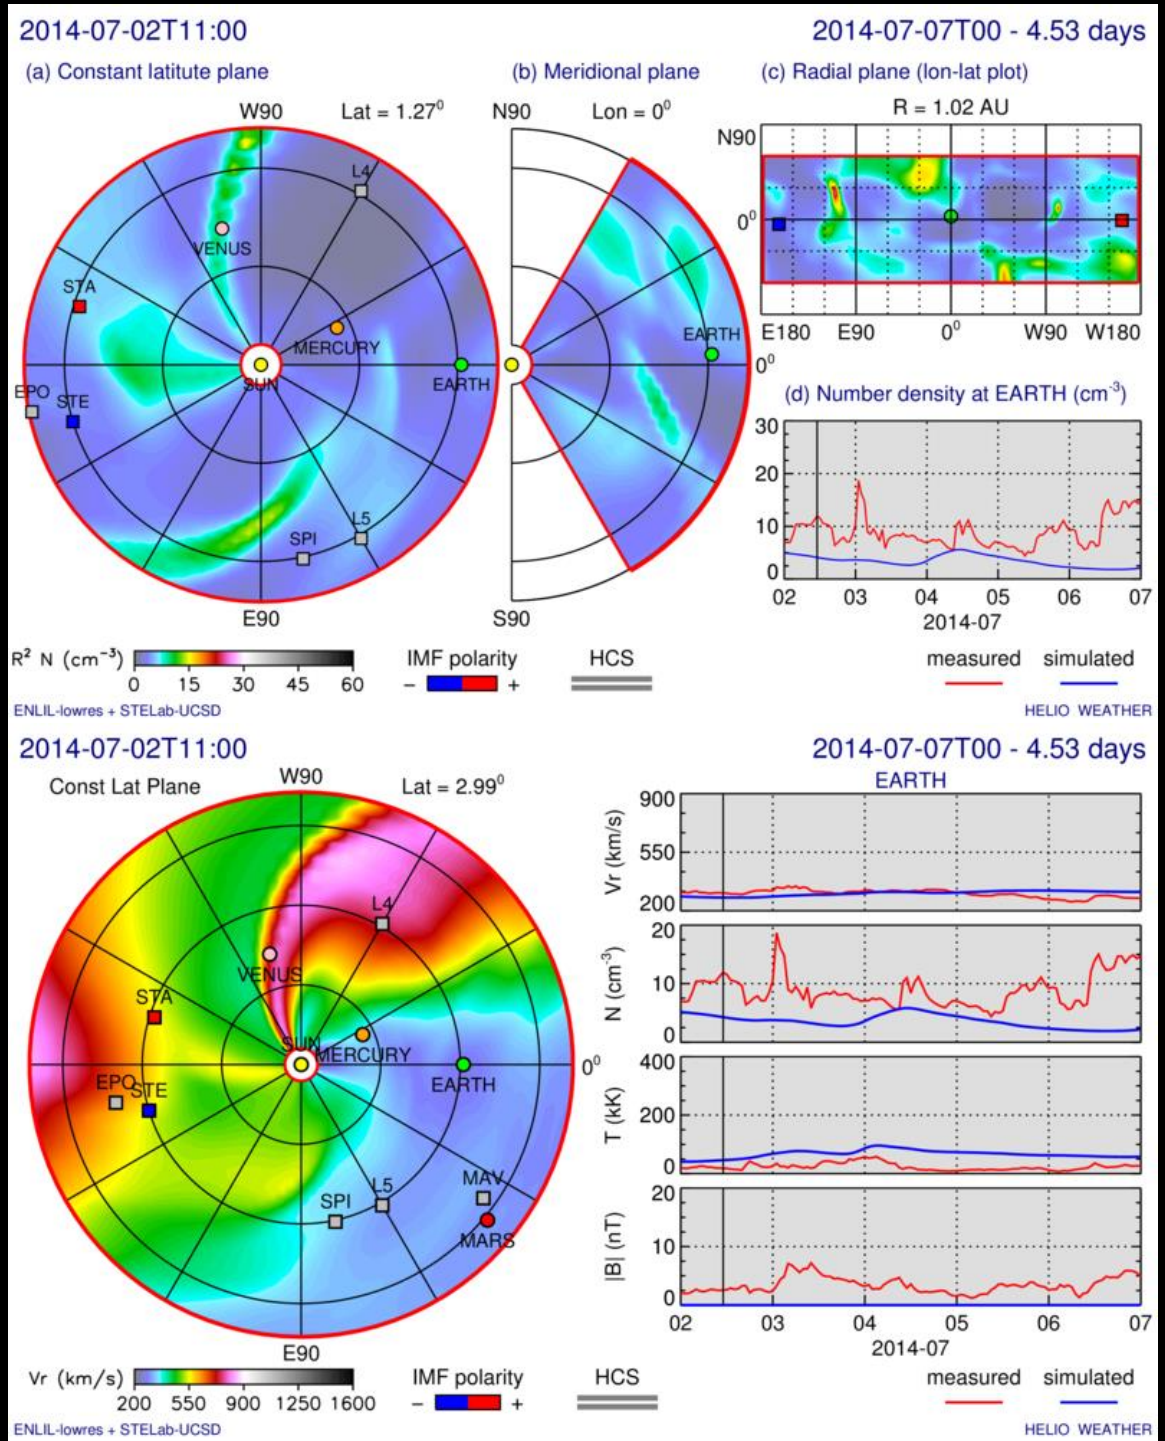 2014-07-02T11:00 2014-07-07T00 - 4.53 days
(a) Constant latitute plane (b) Meridional plane (c) Radial plane (lon-lat plot)
W90 Lat = 1.27⁰ N90 Lon = 0⁰ R = 1.02 AU
N90
0⁰
E180 E90 0⁰ W90 W180
L4
VENUS
STA
MERCURY
SUN
EARTH
EPO
STE
L5
SPI
E90
EARTH
0⁰
S90
(d) Number density at EARTH (cm⁻³)
30
20
10
0
02 03 04 05 06 07
2014-07
R² N (cm⁻³)
0 15 30 45 60
IMF polarity
- +
HCS
measured simulated
ENLIL-lowres + STELab-UCSD HELIO WEATHER
2014-07-02T11:00 2014-07-07T00 - 4.53 days
Const Lat Plane W90 Lat = 2.99⁰
EARTH
L4
VENUS
STA
SUN
MERCURY
EARTH
0⁰
EPO
STE
L5
SPI
MAV
MARS
E90
Vr (km/s)
900
550
200
N (cm⁻³)
20
10
0
T (kK)
400
200
0
|B| (nT)
20
10
0
02 03 04 05 06 07
2014-07
Vr (km/s)
200 550 900 1250 1600
IMF polarity
- +
HCS
measured simulated
ENLIL-lowres + STELab-UCSD HELIO WEATHER